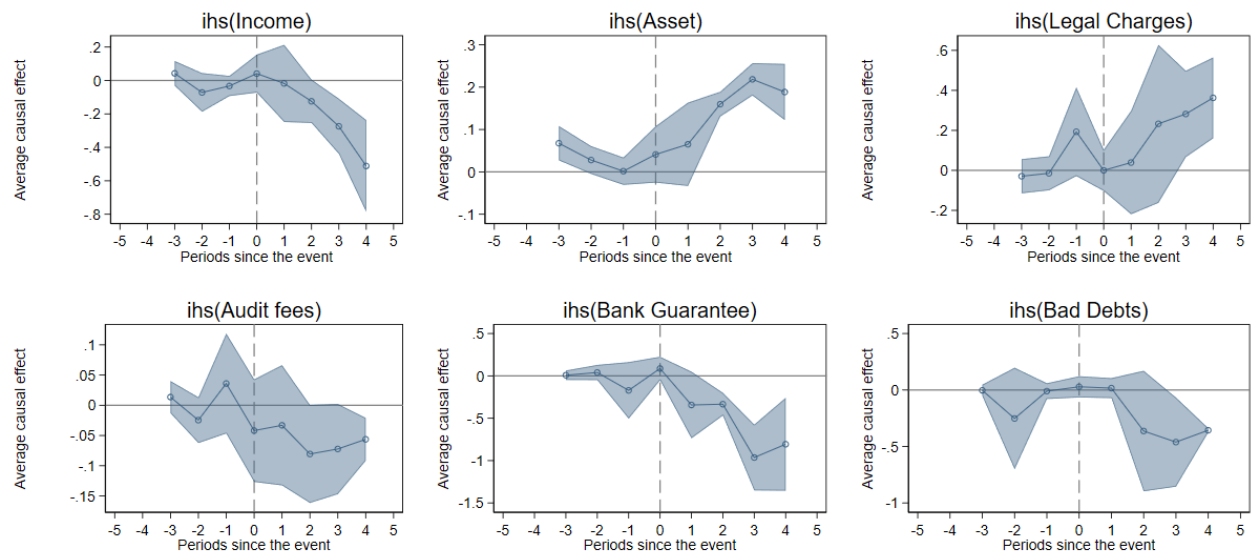 ihs(Income)
Average causal effect
.2
0
-.2
-.4
-.6
-.8
-5 -4 -3 -2 -1 0 1 2 3 4 5
Periods since the event
ihs(Asset)
Average causal effect
.3
.2
.1
0
-.1
-5 -4 -3 -2 -1 0 1 2 3 4 5
Periods since the event
ihs(Legal Charges)
Average causal effect
.6
.4
.2
0
-.2
-5 -4 -3 -2 -1 0 1 2 3 4 5
Periods since the event
ihs(Audit fees)
Average causal effect
.1
.05
0
-.05
-.1
-.15
-5 -4 -3 -2 -1 0 1 2 3 4 5
Periods since the event
ihs(Bank Guarantee)
Average causal effect
.5
0
-.5
-1
-1.5
-5 -4 -3 -2 -1 0 1 2 3 4 5
Periods since the event
ihs(Bad Debts)
Average causal effect
.5
0
-.5
-1
-5 -4 -3 -2 -1 0 1 2 3 4 5
Periods since the event